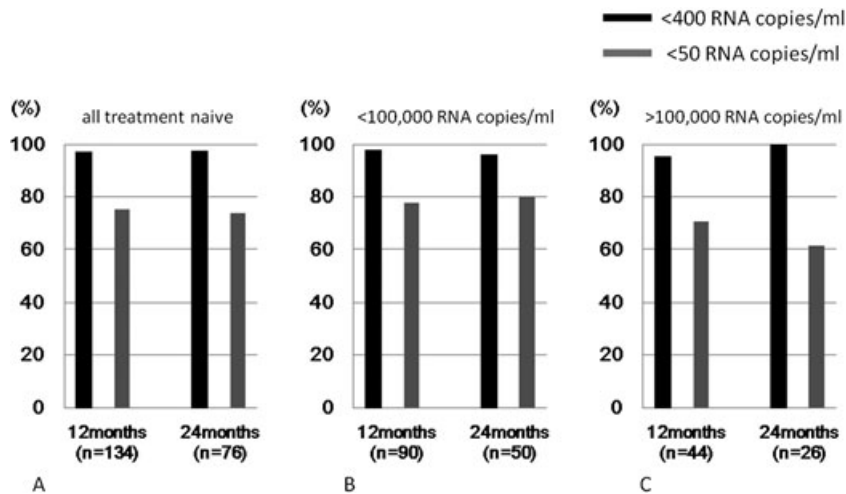 <400 RNA copies/ml
<50 RNA copies/ml
(%)
all treatment naive
100
80
60
40
20
0
12months
(n=134)
24months
(n=76)
A
(%)
<100,000 RNA copies/ml
100
80
60
40
20
0
12months
(n=90)
24months
(n=50)
B
(%)
>100,000 RNA copies/ml
100
80
60
40
20
0
12months
(n=44)
24months
(n=26)
C